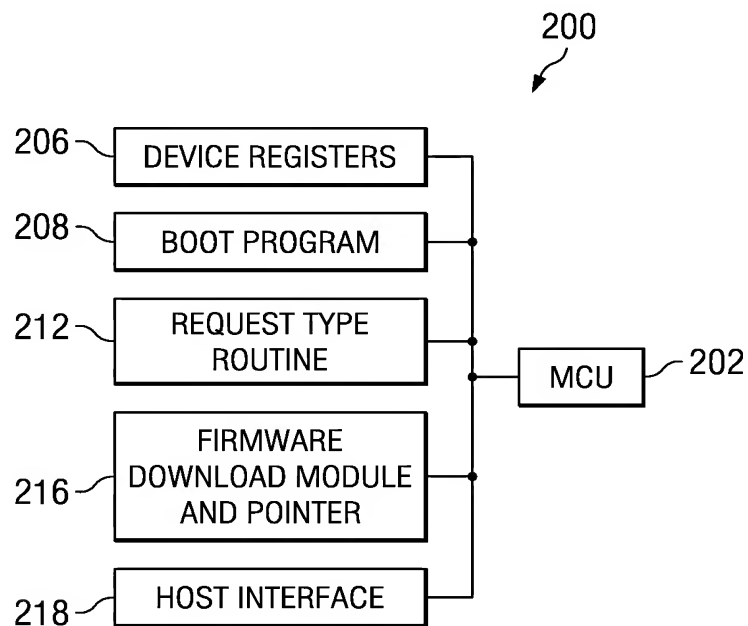 200
206
DEVICE REGISTERS
208
BOOT PROGRAM
212
REQUEST TYPE
ROUTINE
MCU
202
216
FIRMWARE
DOWNLOAD MODULE
AND POINTER
218
HOST INTERFACE